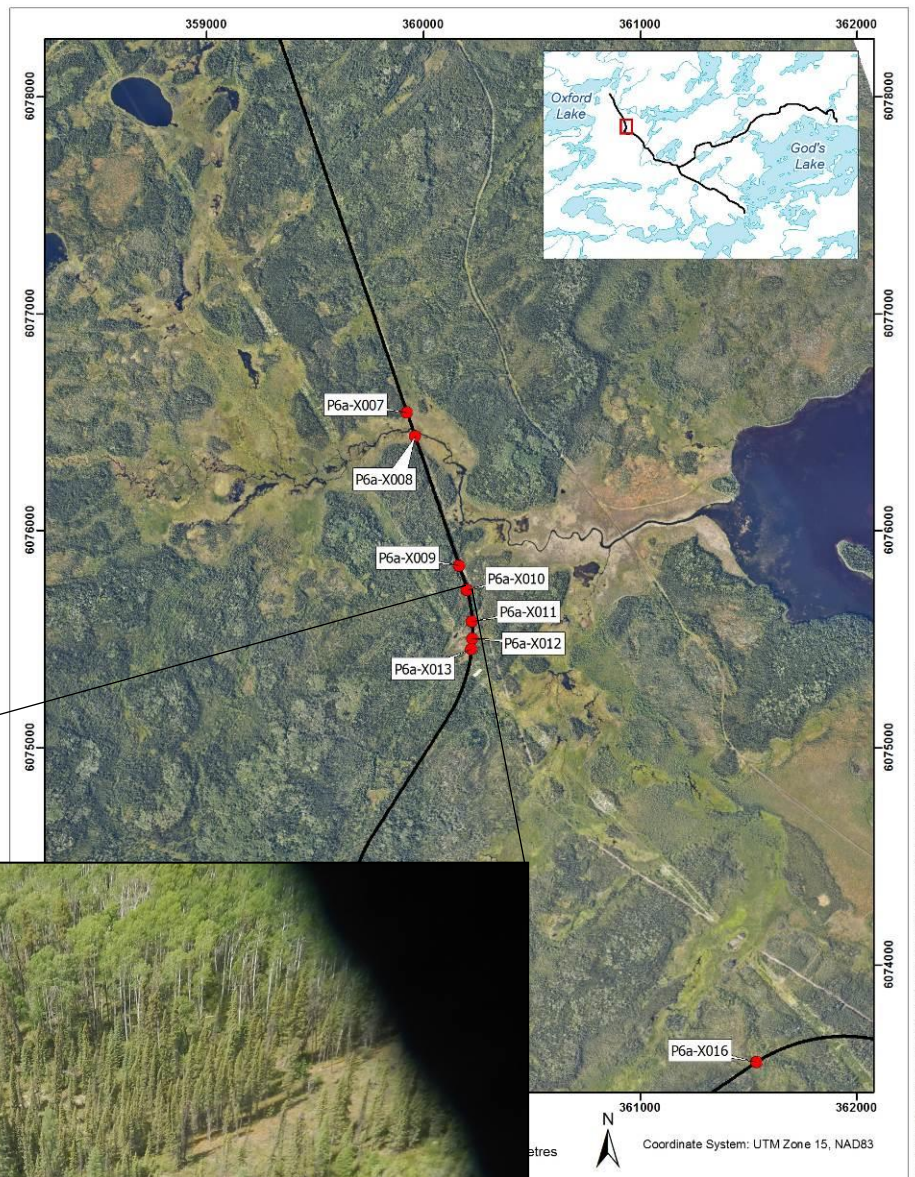 359000
360000
361000
362000
6078000
6078000
Oxford
Lake
God's
Lake
6077000
6077000
P6a-X007
P6a-X008
6076000
6076000
P6a-X009
P6a-X010
P6a-X011
P6a-X012
P6a-X013
6075000
6075000
6074000
P6a-X016
361000
362000
N
etres
Coordinate System: UTM Zone 15, NAD83